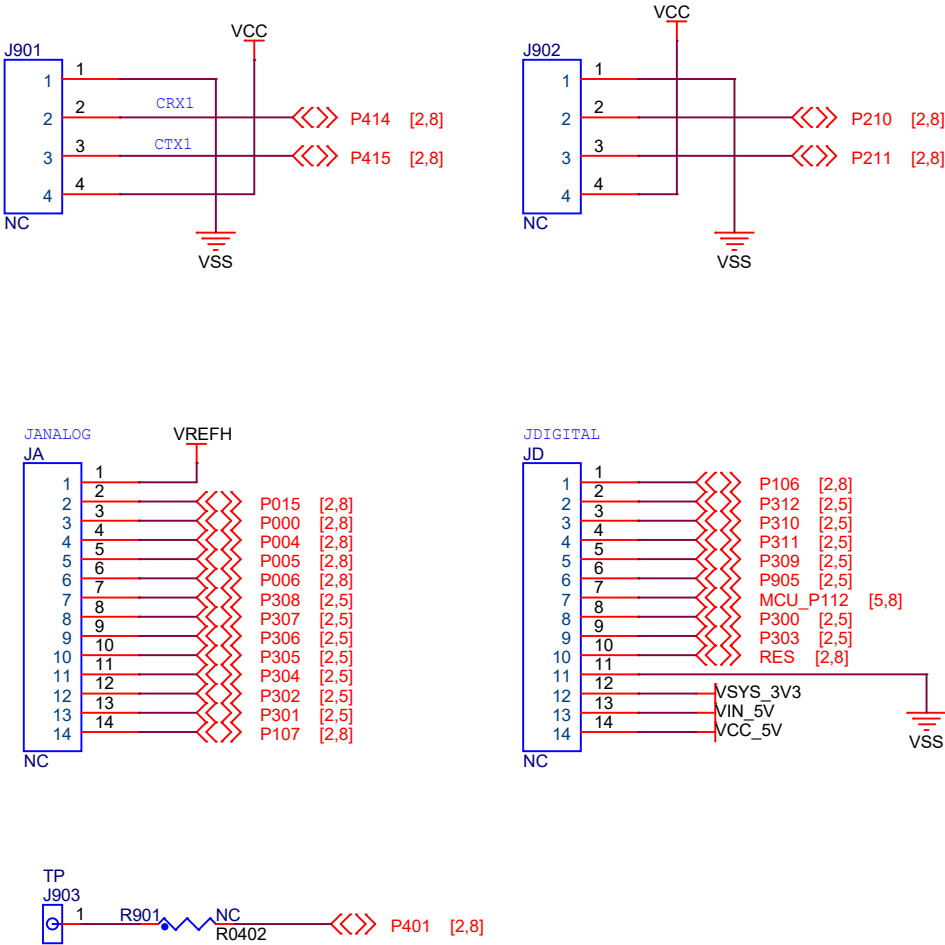 VCC
J901
1 1
2 2 CRX1 P414 [2,8]
3 3 CTX1 P415 [2,8]
4 4
NC
VSS
VCC
J902
1 1
2 2 P210 [2,8]
3 3 P211 [2,8]
4 4
NC
VSS
JANALOG
JA
VREFH
1 1
2 2 P015 [2,8]
3 3 P000 [2,8]
4 4 P004 [2,8]
5 5 P005 [2,8]
6 6 P006 [2,8]
7 7 P308 [2,5]
8 8 P307 [2,5]
9 9 P306 [2,5]
10 10 P305 [2,5]
11 11 P304 [2,5]
12 12 P302 [2,5]
13 13 P301 [2,5]
14 14 P107 [2,8]
NC
JDIGITAL
JD
1 1 P106 [2,8]
2 2 P312 [2,5]
3 3 P310 [2,5]
4 4 P311 [2,5]
5 5 P309 [2,5]
6 6 P905 [2,5]
7 7 MCU_P112 [5,8]
8 8 P300 [2,5]
9 9 P303 [2,5]
10 10 RES [2,8]
11 11
12 12 VSYS_3V3
13 13 VIN_5V
14 14 VCC_5V
VSS
NC
TP
J903
1 R901 NC P401 [2,8]
R0402